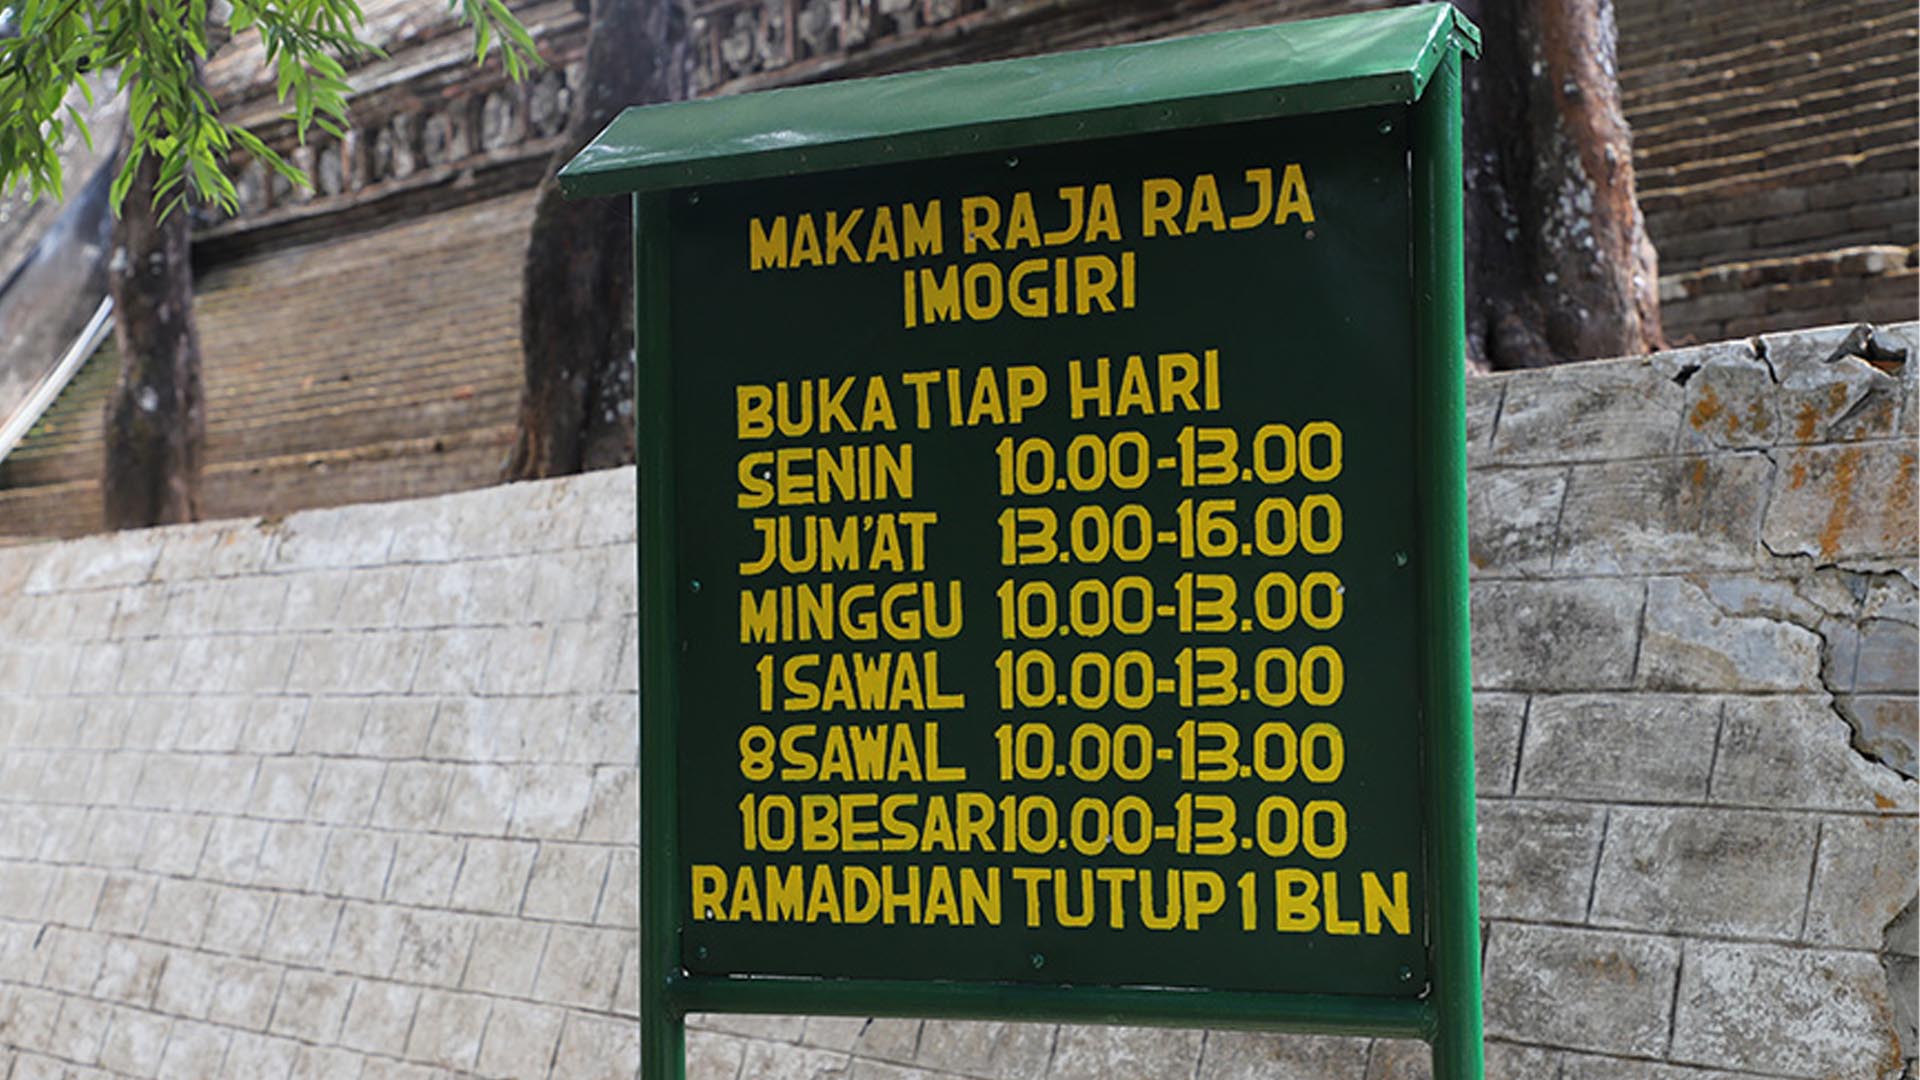 MAKAM RAJA RAJA
IMOGIRI
BUKA TIAP HARI
SENIN 10.00-13.00
JUM'AT 13.00-16.00
MINGGU 10.00-13.00
1 SAWAL 10.00-13.00
8 SAWAL 10.00-13.00
10 BESAR 10.00-13.00
RAMADHAN TUTUP 1 BLN